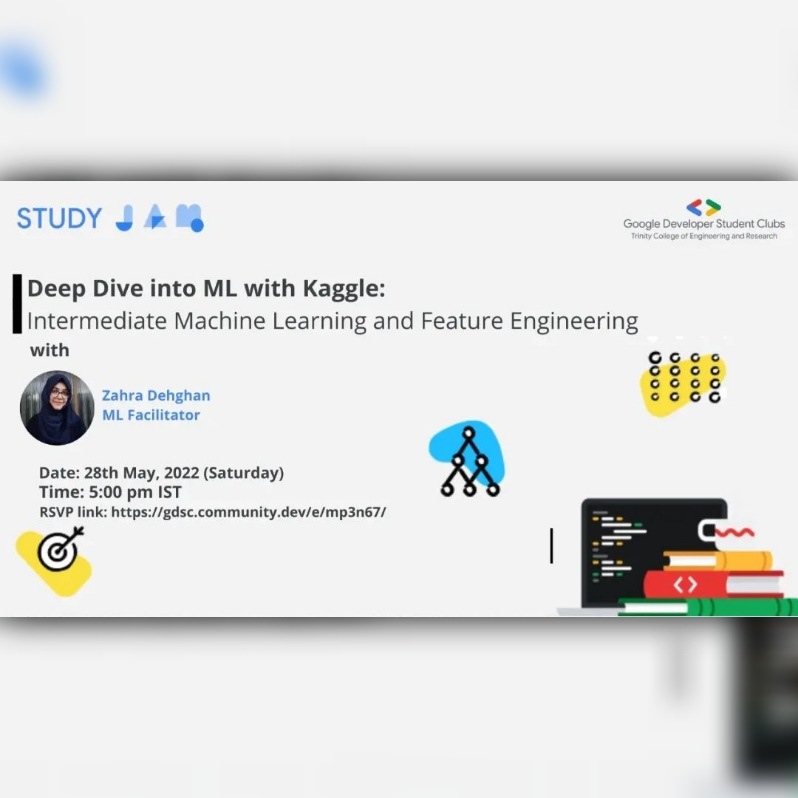 STUDY JAM
Google Developer Student Clubs
Trinity College of Engineering and Research
Deep Dive into ML with Kaggle:
Intermediate Machine Learning and Feature Engineering
with
Zahra Dehghan
ML Facilitator
Date: 28th May, 2022 (Saturday)
Time: 5:00 pm IST
RSVP link: https://gdsc.community.dev/e/mp3n67/